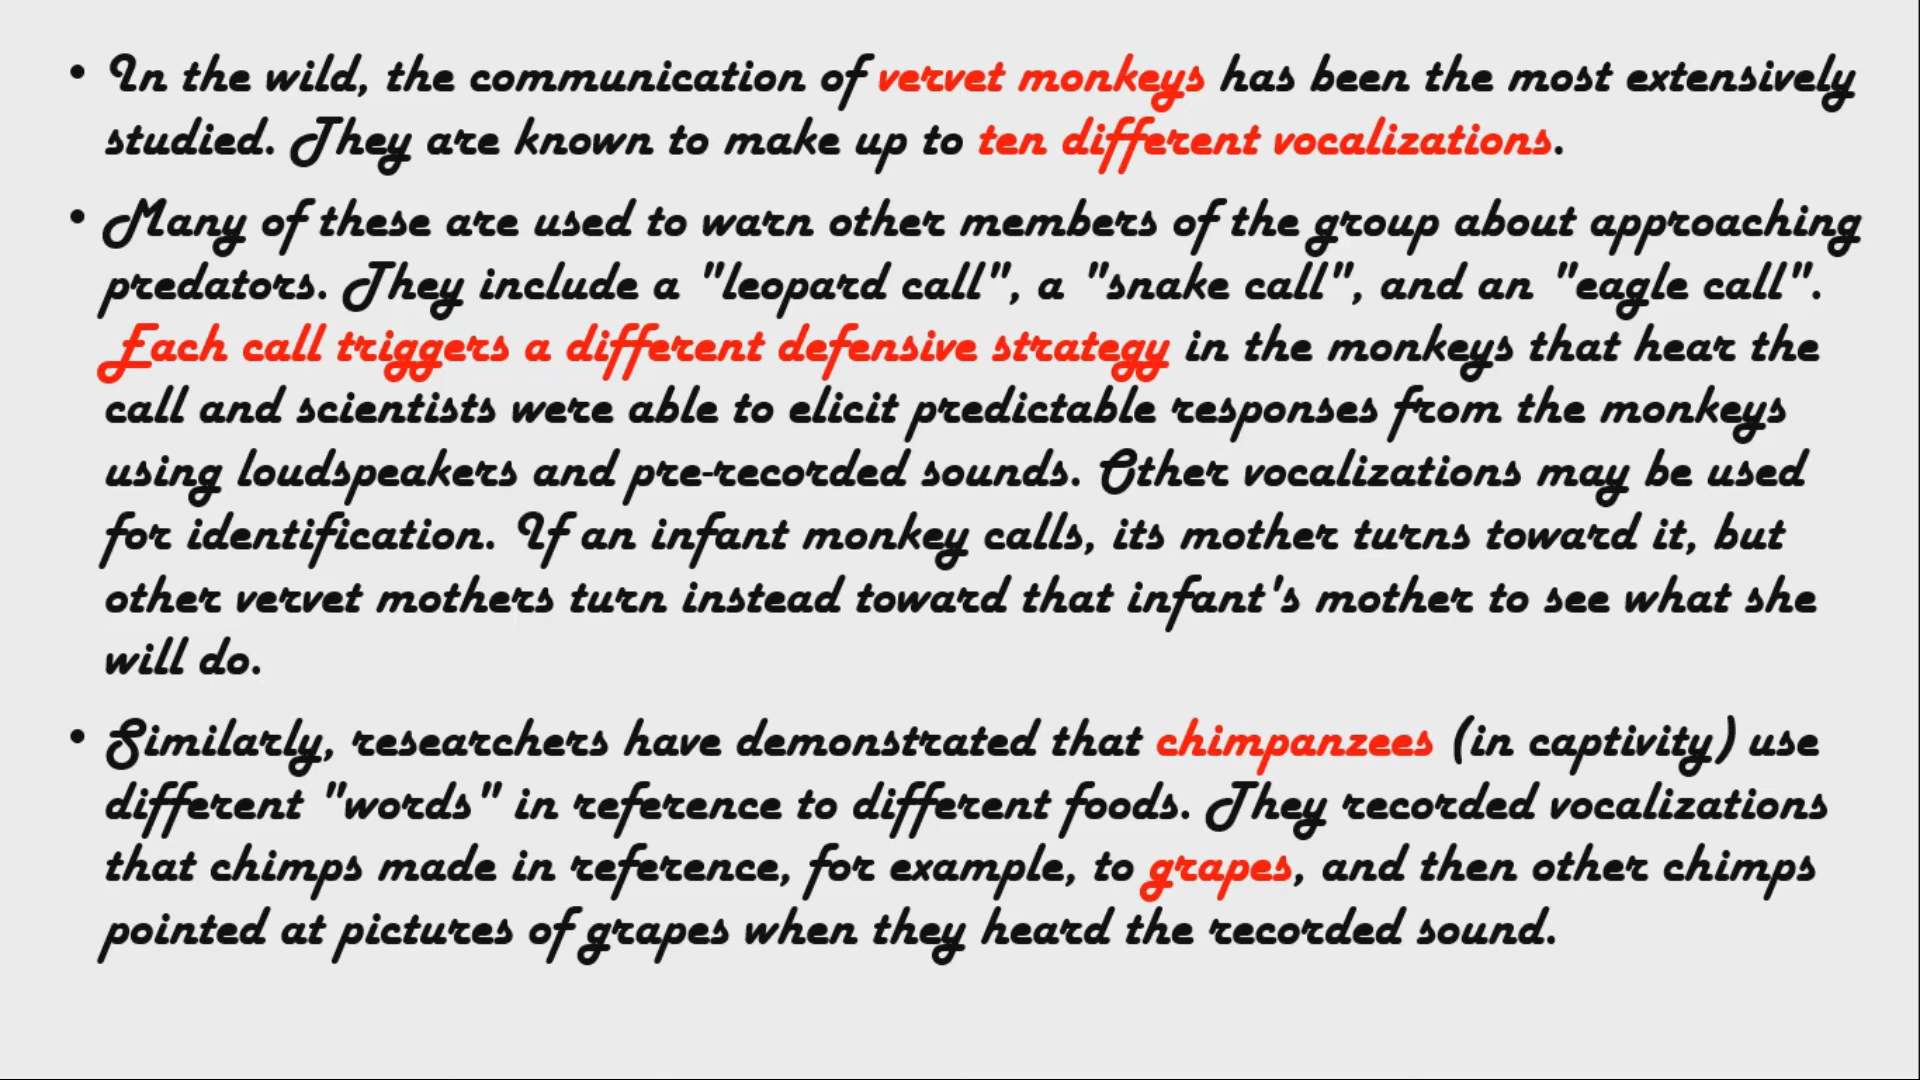 • In the wild, the communication of vervet monkeys has been the most extensively
studied. They are known to make up to ten different vocalizations.
• Many of these are used to warn other members of the group about approaching
predators. They include a "leopard call", a "snake call", and an "eagle call".
Each call triggers a different defensive strategy in the monkeys that hear the
call and scientists were able to elicit predictable responses from the monkeys
using loudspeakers and pre-recorded sounds. Other vocalizations may be used
for identification. If an infant monkey calls, its mother turns toward it, but
other vervet mothers turn instead toward that infant's mother to see what she
will do.
• Similarly, researchers have demonstrated that chimpanzees (in captivity) use
different "words" in reference to different foods. They recorded vocalizations
that chimps made in reference, for example, to grapes, and then other chimps
pointed at pictures of grapes when they heard the recorded sound.